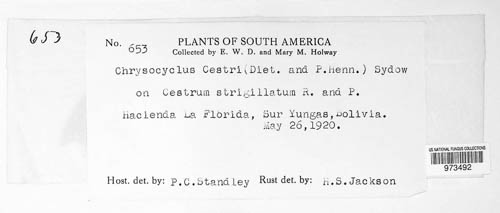 653
No. 653
PLANTS OF SOUTH AMERICA
Collected by E. W. D. and Mary M. Holway
Chrysocyclus Cestri(Diet. and P.Henn.) Sydow
on Cestrum strigillatum R. and P.
Hacienda La Florida, Sur Yungas,Bolivia.
May 26,1920.
Host. det. by: P.C.Standley Rust det. by: H.S.Jackson
US NATIONAL FUNGUS COLLECTIONS
973492